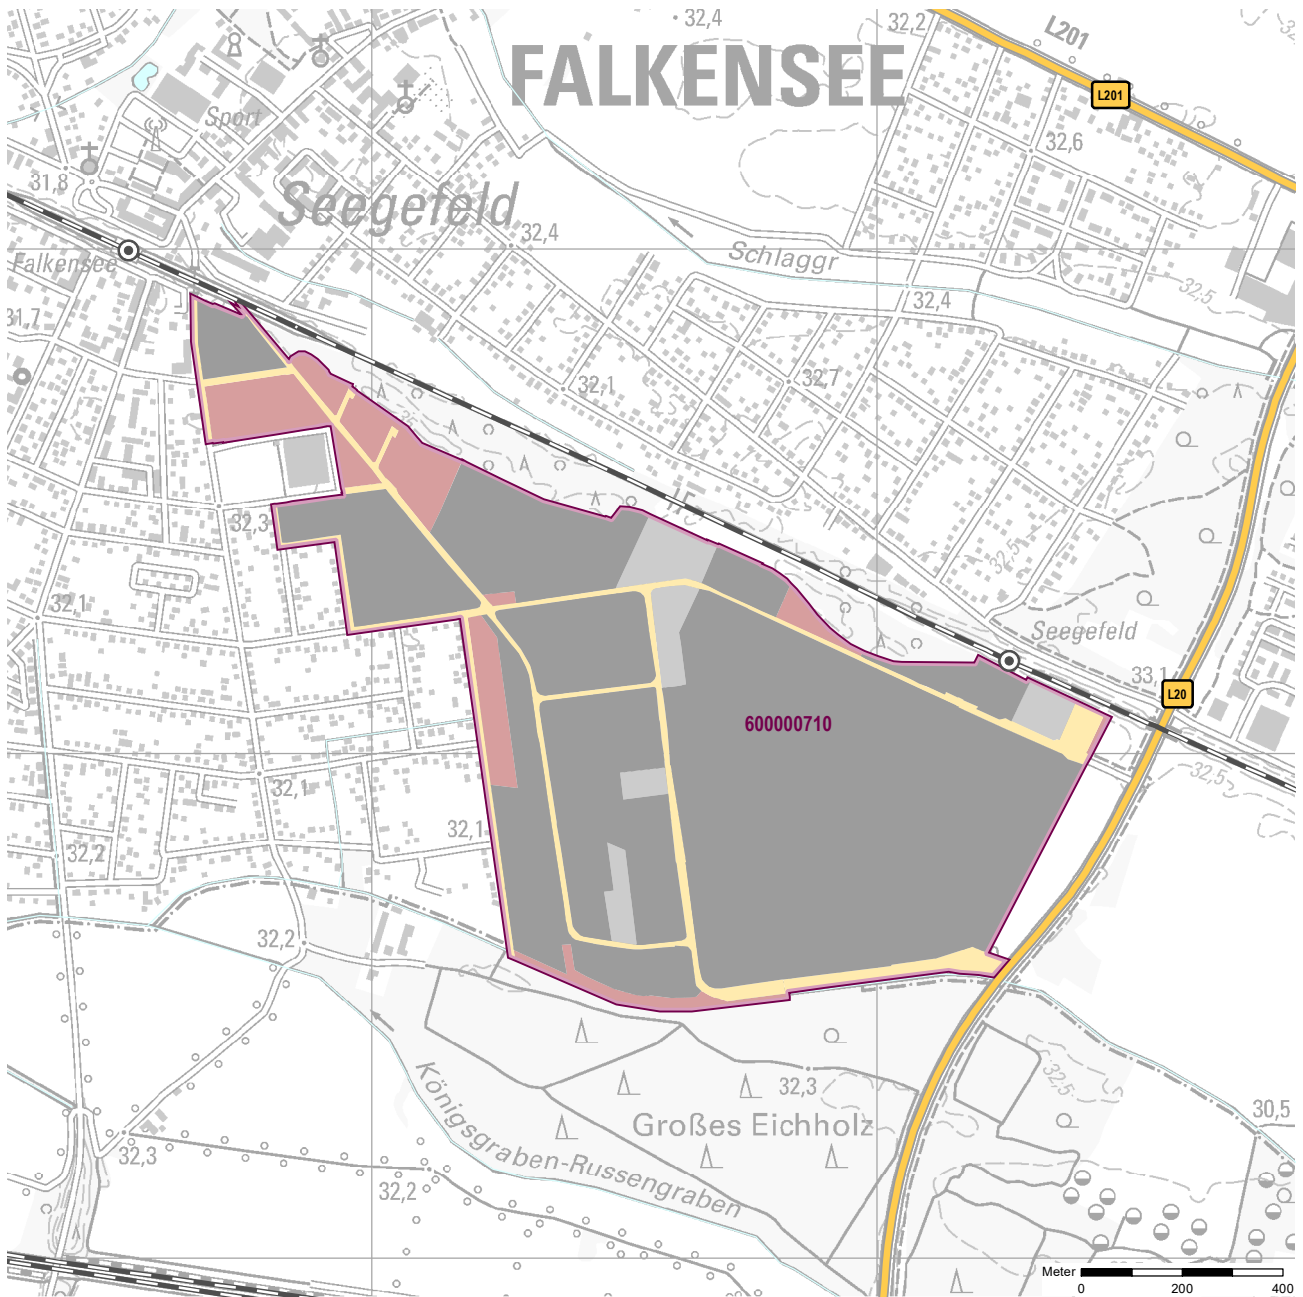 32,4
32,2
L201
FALKENSEE
L201
Sport
32,6
31,8
Seegefeld
32,4
Schlaggr
Falkensee
32,5
32,4
31,7
32,1
32,7
32,3
32,5
32,1
Seegefeld
33,1
L20
600000710
32,5
32,1
32,1
32,2
32,2
Königsgraben-Russengraben
32,3
32,5
Großes Eichholz
30,5
32,3
32,2
Meter
0 200 400